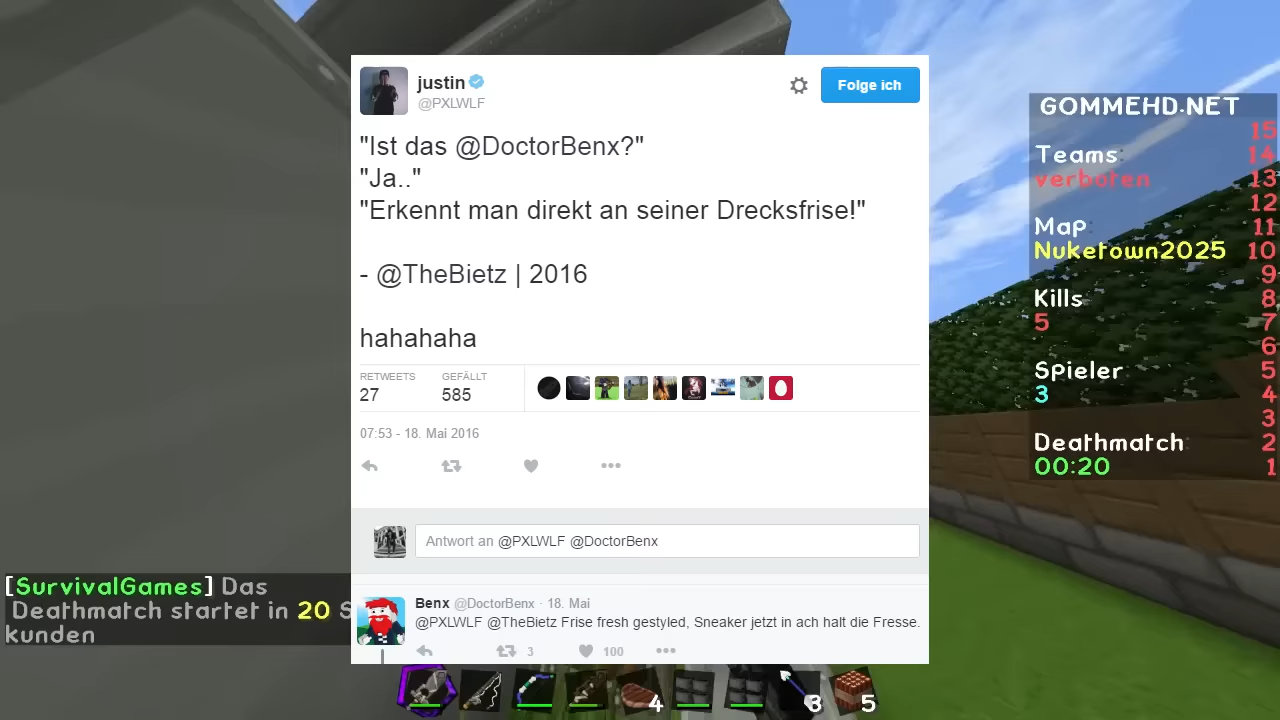 justin
@PXLWLF
Folge ich
"Ist das @DoctorBenx?"
"Ja.."
"Erkennt man direkt an seiner Drecksfrise!"
- @TheBietz | 2016
hahahaha
RETWEETS
27
GEFÄLLT
585
07:53 - 18. Mai 2016
Antwort an @PXLWLF @DoctorBenx
Benx @DoctorBenx · 18. Mai
@PXLWLF @TheBietz Frise fresh gestyled, Sneaker jetzt in ach halt die Fresse.
3
100
GOMMEHD.NET
15
Teams: 14
verboten 13
12
Map: 11
Nuketown2025 10
9
Kills: 8
5 7
6
Spieler 5
3 4
3
Deathmatch: 2
00:20 1
[SurvivalGames] Das
Deathmatch startet in 20 S
kunden
4
3
5